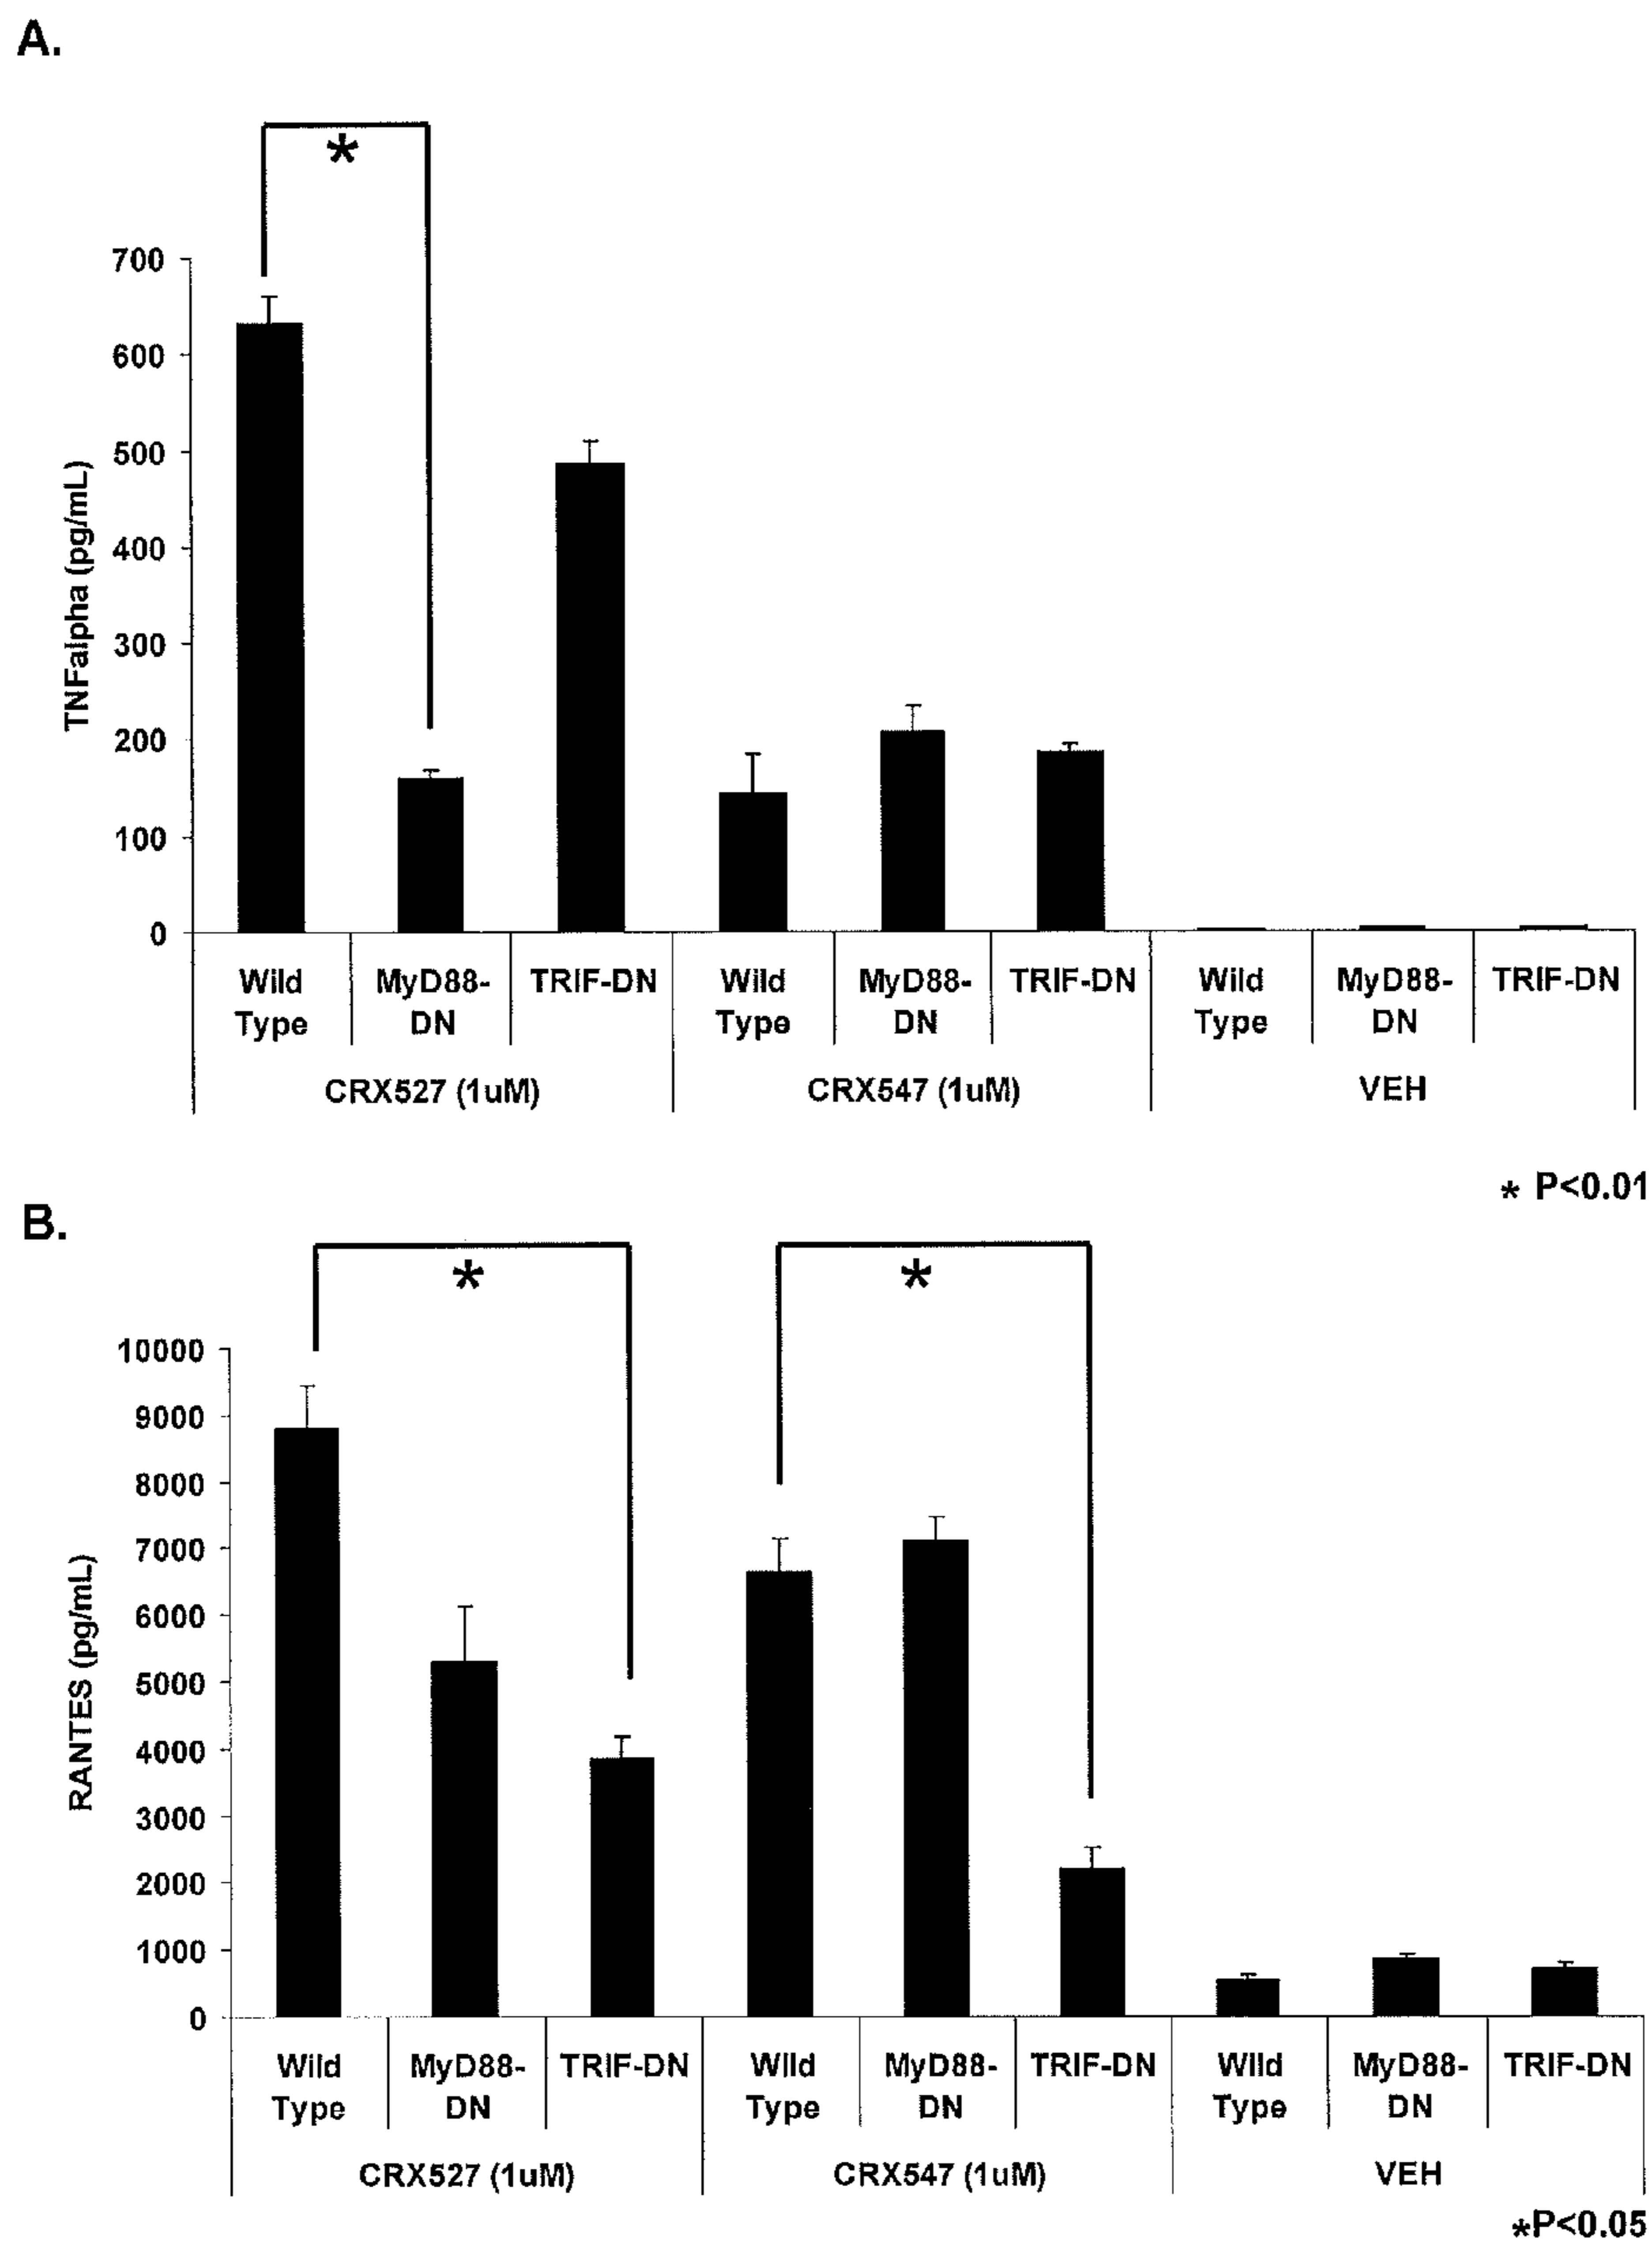 A.
*
700
600
500
400
300
200
100
0
TNFalpha (pg/mL)
Wild Type
MyD88-DN
TRIF-DN
Wild Type
MyD88-DN
TRIF-DN
Wild Type
MyD88-DN
TRIF-DN
CRX527 (1uM)
CRX547 (1uM)
VEH
* P<0.01
B.
*
*
10000
9000
8000
7000
6000
5000
4000
3000
2000
1000
0
RANTES (pg/mL)
Wild Type
MyD88-DN
TRIF-DN
Wild Type
MyD88-DN
TRIF-DN
Wild Type
MyD88-DN
TRIF-DN
CRX527 (1uM)
CRX547 (1uM)
VEH
*P<0.05